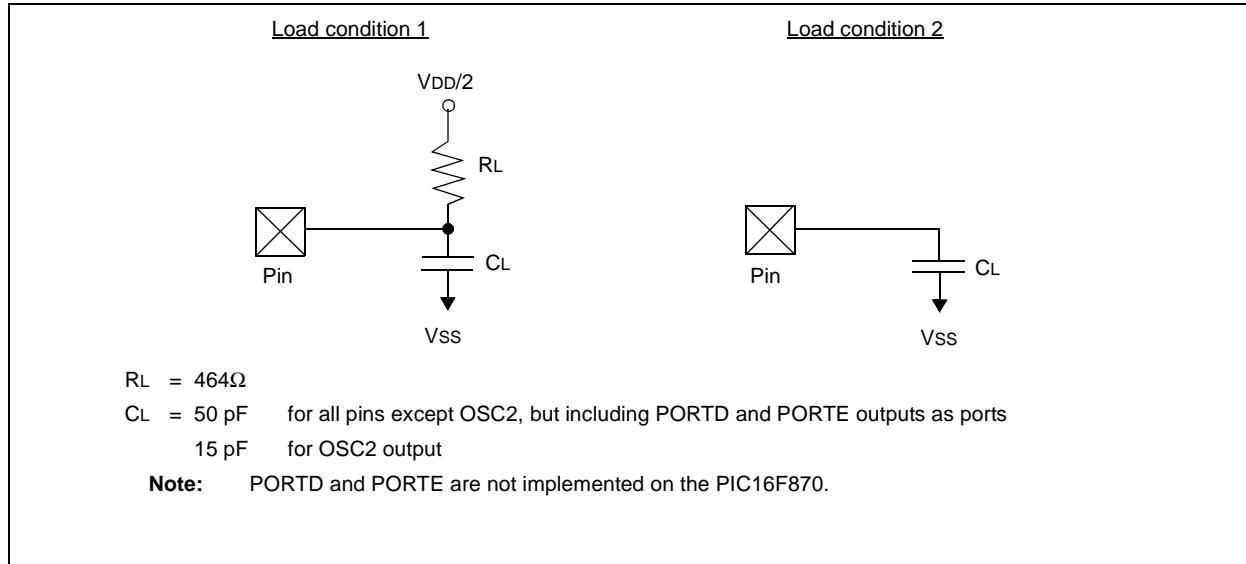 Load condition 1
Load condition 2
VDD/2
RL
Pin
CL
VSS
Pin
CL
VSS
RL = 464Ω
CL = 50 pF for all pins except OSC2, but including PORTD and PORTE outputs as ports
15 pF for OSC2 output
Note: PORTD and PORTE are not implemented on the PIC16F870.